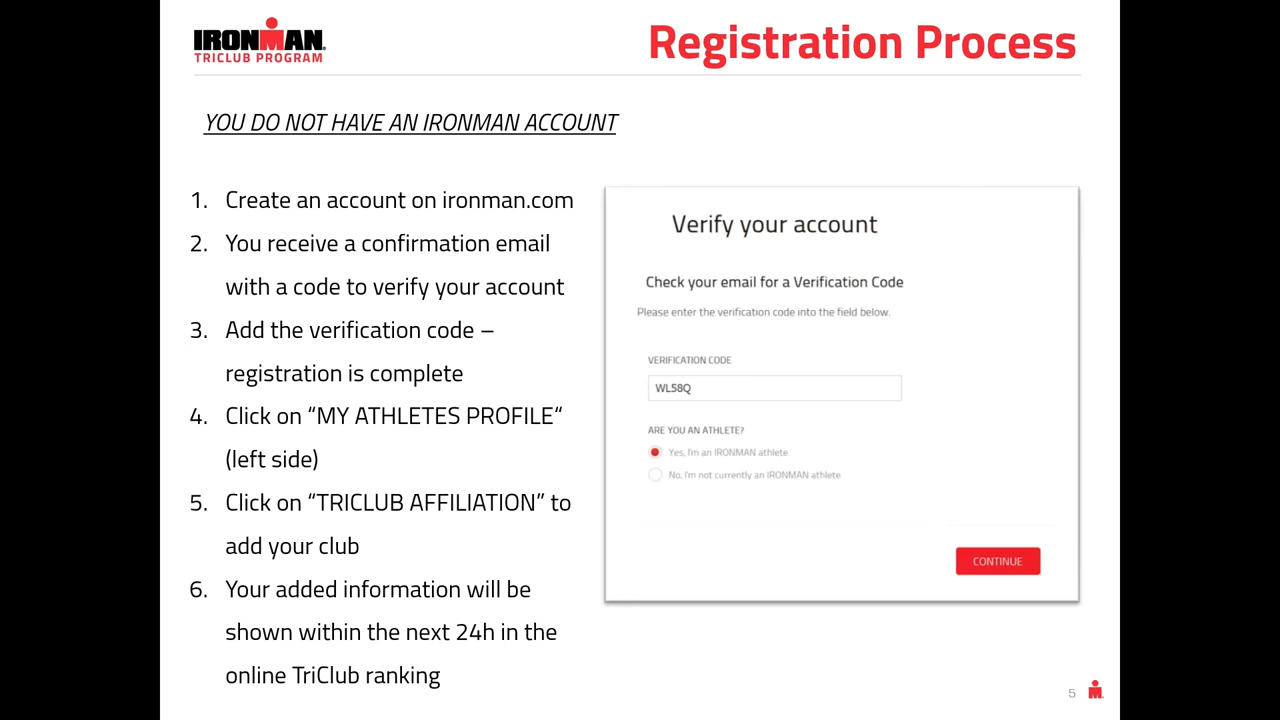 IRONMAN®
TRICLUB PROGRAM
Registration Process
YOU DO NOT HAVE AN IRONMAN ACCOUNT
1. Create an account on ironman.com
2. You receive a confirmation email
with a code to verify your account
3. Add the verification code –
registration is complete
4. Click on “MY ATHLETES PROFILE“
(left side)
5. Click on “TRICLUB AFFILIATION” to
add your club
6. Your added information will be
shown within the next 24h in the
online TriClub ranking
Verify your account
Check your email for a Verification Code
Please enter the verification code into the field below.
VERIFICATION CODE
WL58Q
ARE YOU AN ATHLETE?
Yes, I'm an IRONMAN athlete
No, I'm not currently an IRONMAN athlete
CONTINUE
5